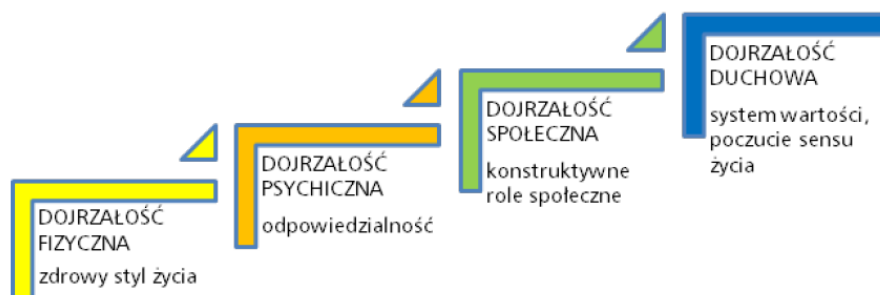 DOJRZAŁOŚĆ
FIZYCZNA
zdrowy styl życia
DOJRZAŁOŚĆ
PSYCHICZNA
odpowiedzialność
DOJRZAŁOŚĆ
SPOŁECZNA
konstruktywne
role społeczne
DOJRZAŁOŚĆ
DUCHOWA
system wartości,
poczucie sensu
życia